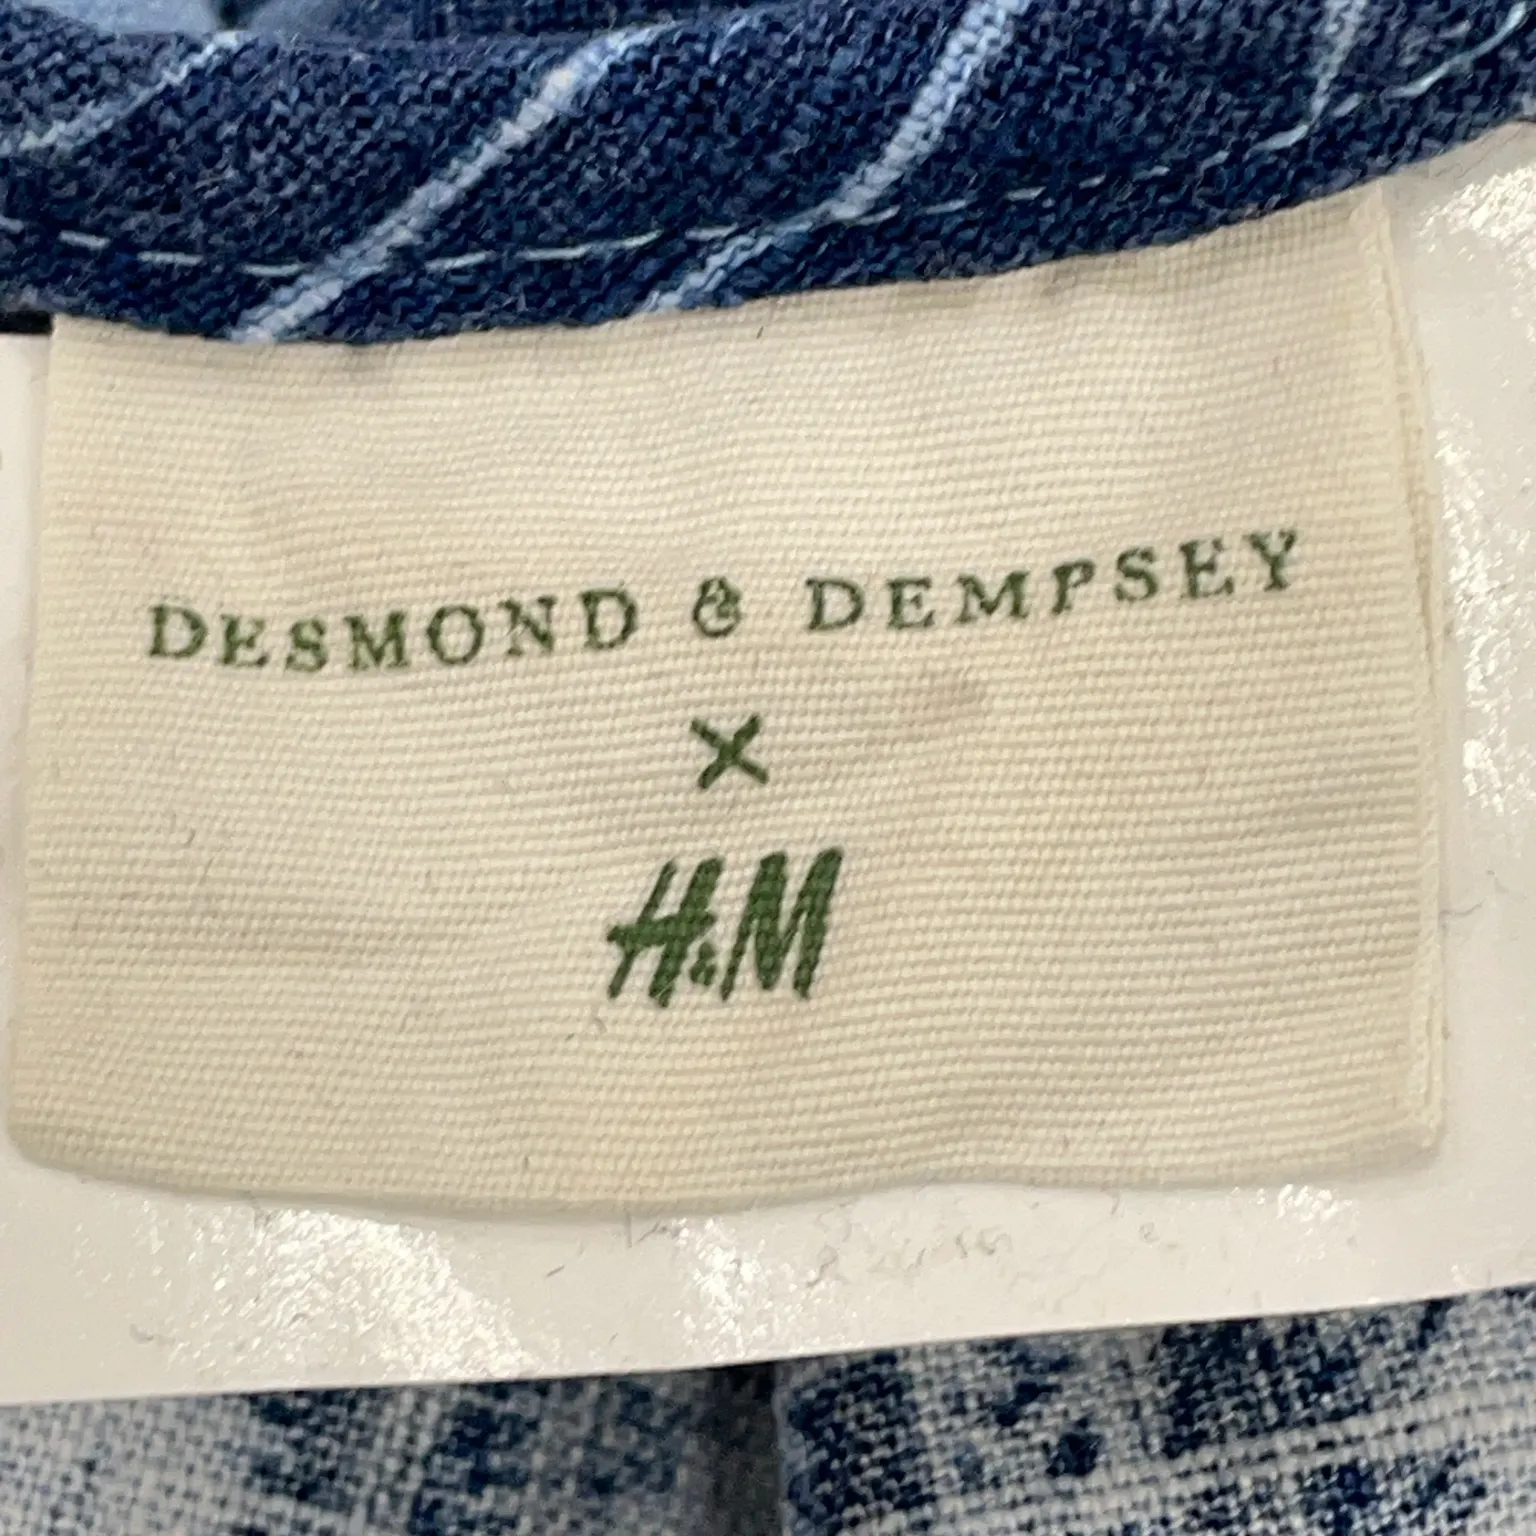 DESMOND & DEMPSEY
×
H&M